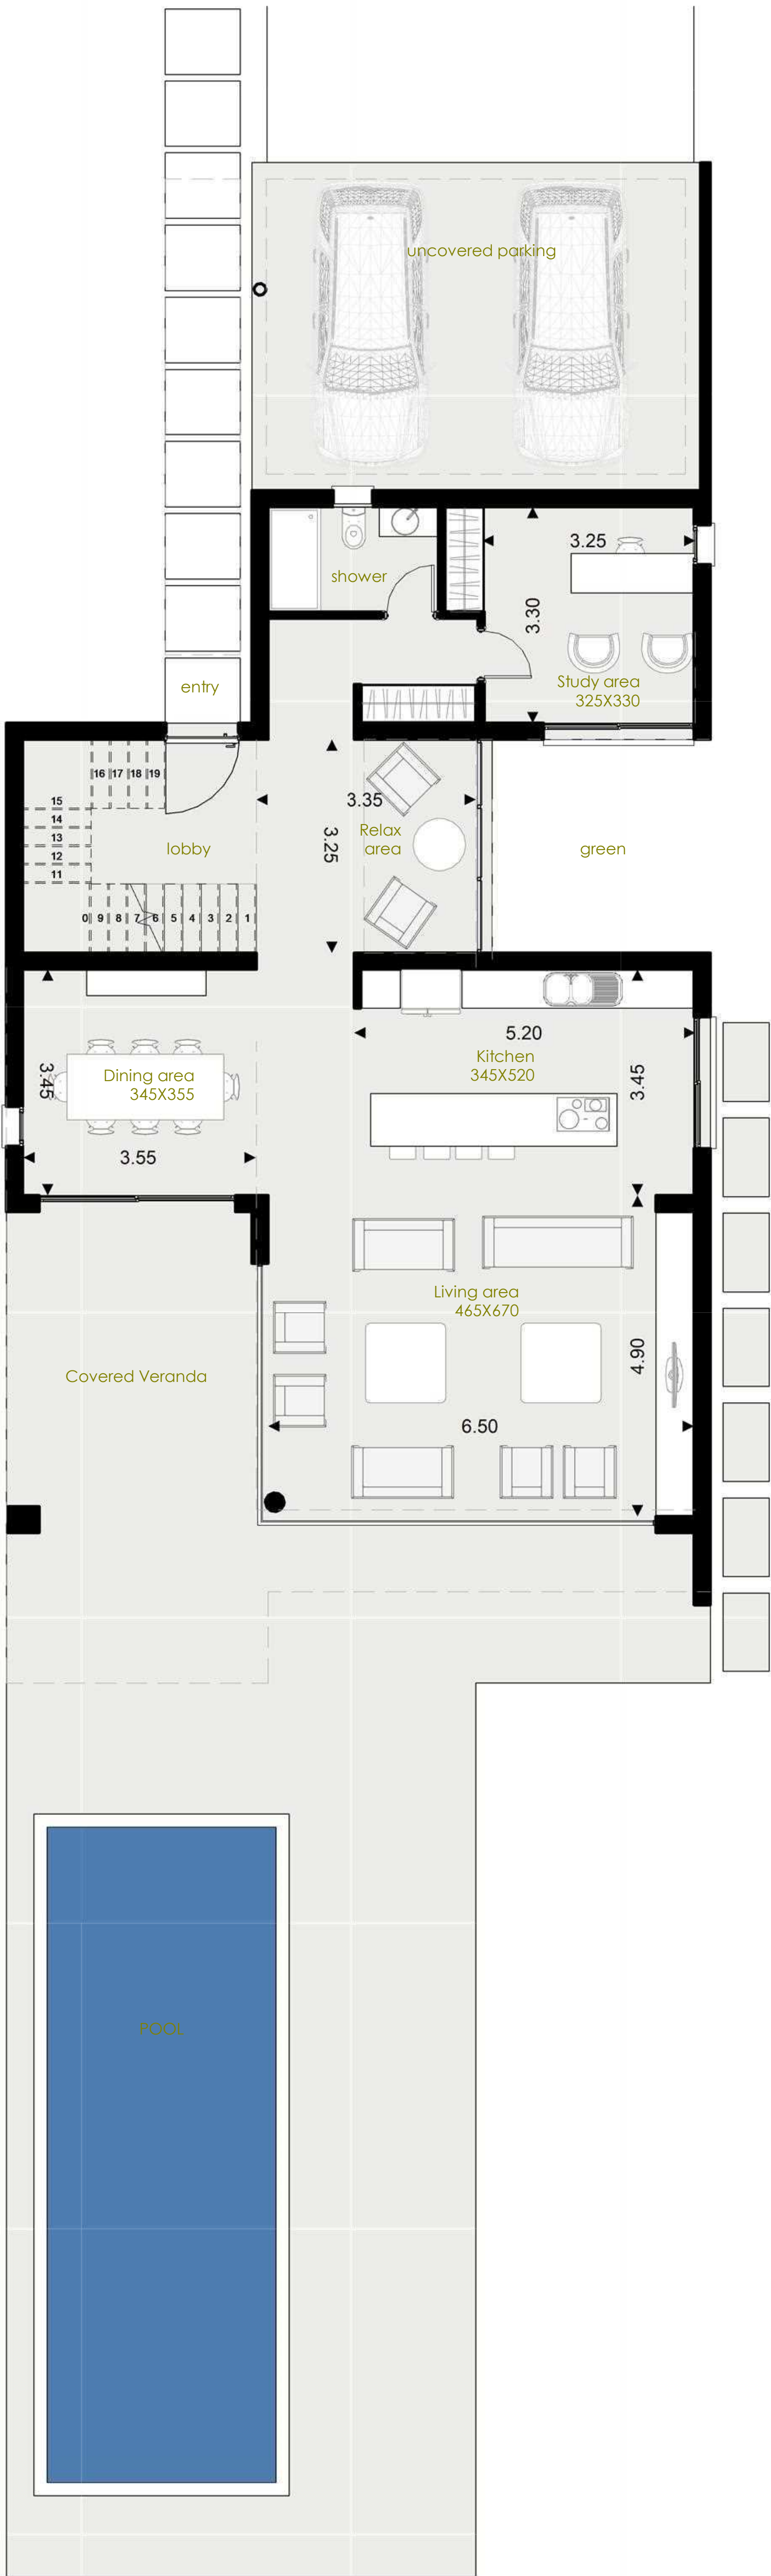 uncovered parking
3.25
3.30
shower
Study area
325X330
entry
16 17 18 19
15
14
13
12
11
lobby
0 9 8 7 6 5 4 3 2 1
3.35
3.25
Relax
area
green
5.20
Kitchen
345X520
3.45
3.45
Dining area
345X355
3.55
Living area
465X670
4.90
6.50
Covered Veranda
POOL